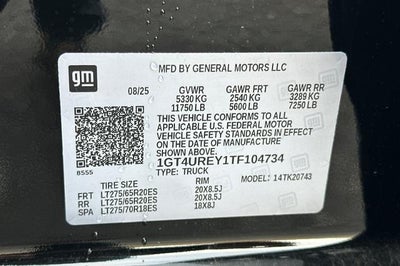 gm
MFD BY GENERAL MOTORS LLC
08/25 GVWR GAWR FRT GAWR RR
5330 KG 2540 KG 3289 KG
11750 LB 5600 LB 7250 LB
THIS VEHICLE CONFORMS TO ALL
APPLICABLE U.S. FEDERAL MOTOR
VEHICLE SAFETY STANDARDS IN
EFFECT ON THE DATE OF
MANUFACTURE SHOWN ABOVE.
1GT4UREY1TF104734
8555 TYPE: TRUCK MODEL: 14TK20743
TIRE SIZE RIM
FRT LT275/65R20ES 20X8.5J
RR LT275/65R20ES 20X8.5J
SPA LT275/70R18ES 18X8J